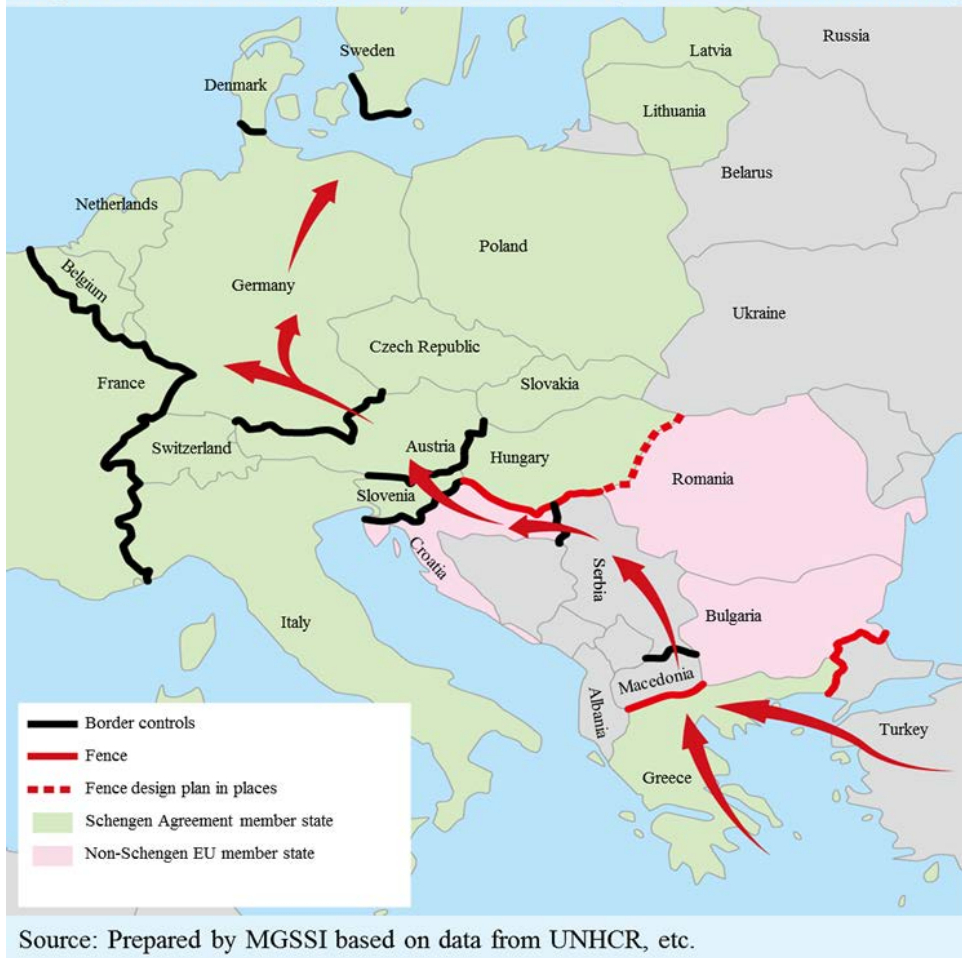 Sweden
Latvia
Russia
Denmark
Lithuania
Belarus
Netherlands
Poland
Belgium
Germany
Ukraine
Czech Republic
France
Slovakia
Switzerland
Austria
Hungary
Romania
Slovenia
Croatia
Serbia
Italy
Bulgaria
Macedonia
Albania
Turkey
Greece
Border controls
Fence
Fence design plan in places
Schengen Agreement member state
Non-Schengen EU member state
Source: Prepared by MGSSI based on data from UNHCR, etc.